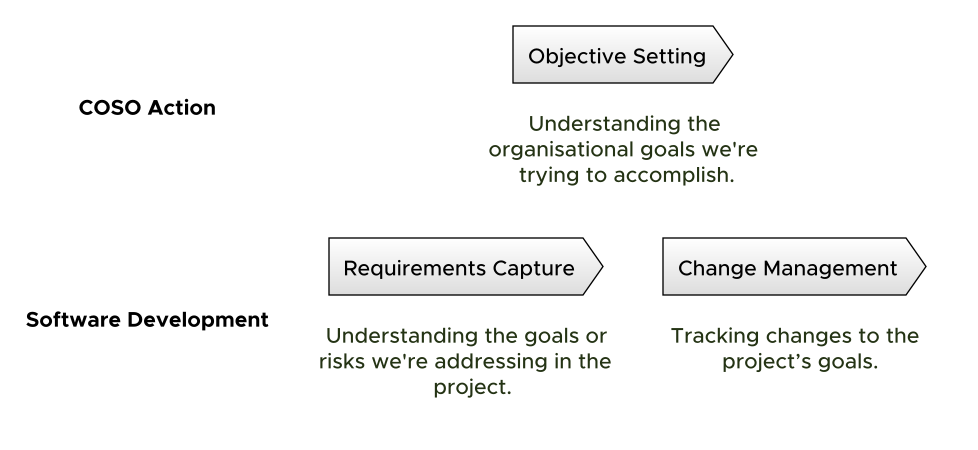 Objective Setting
COSO Action
Understanding the
organisational goals we're
trying to accomplish.
Requirements Capture
Change Management
Software Development
Understanding the goals or
risks we're addressing in the
project.
Tracking changes to the
project’s goals.